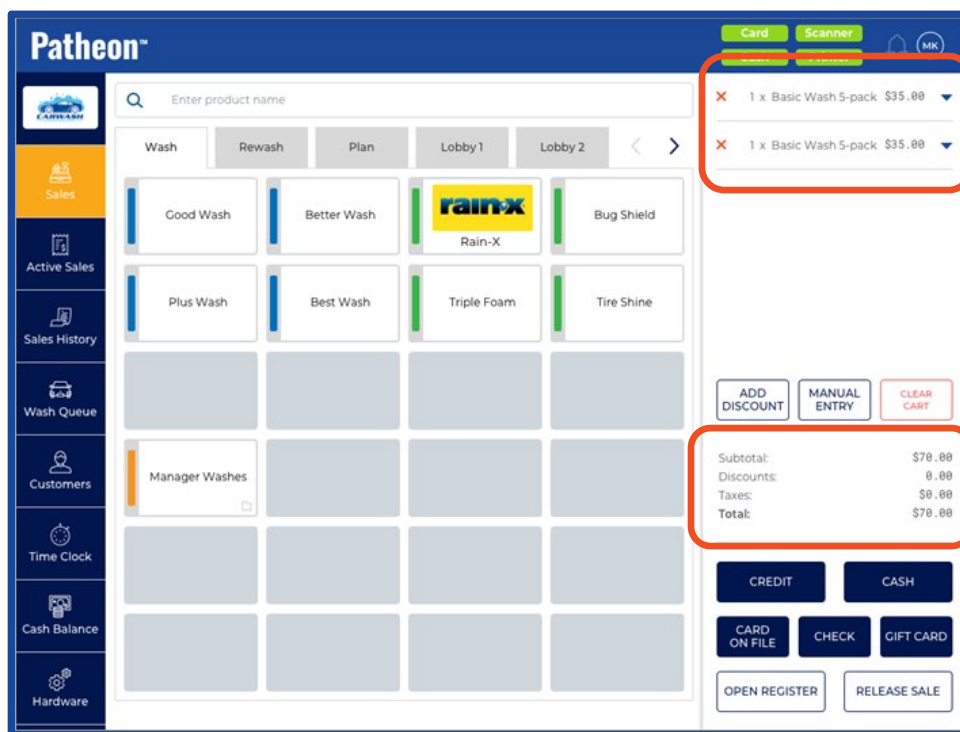 Patheon™
Card Scanner
MK
CARWASH
Enter product name
1 x Basic Wash 5-pack $35.00
1 x Basic Wash 5-pack $35.00
Wash Rewash Plan Lobby 1 Lobby 2
Sales
Good Wash Better Wash rain-x Bug Shield
Rain-X
Active Sales
Plus Wash Best Wash Triple Foam Tire Shine
Sales History
Wash Queue
ADD DISCOUNT MANUAL ENTRY CLEAR CART
Customers
Manager Washes
Subtotal: $70.00
Discounts: 0.00
Taxes: $0.00
Total: $70.00
Time Clock
CREDIT CASH
Cash Balance
CARD ON FILE CHECK GIFT CARD
Hardware
OPEN REGISTER RELEASE SALE